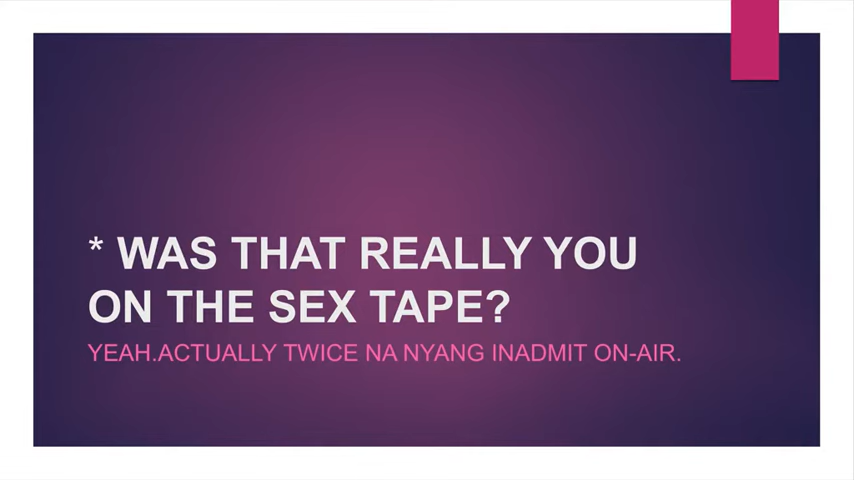 * WAS THAT REALLY YOU
ON THE SEX TAPE?
YEAH.ACTUALLY TWICE NA NYANG INADMIT ON-AIR.